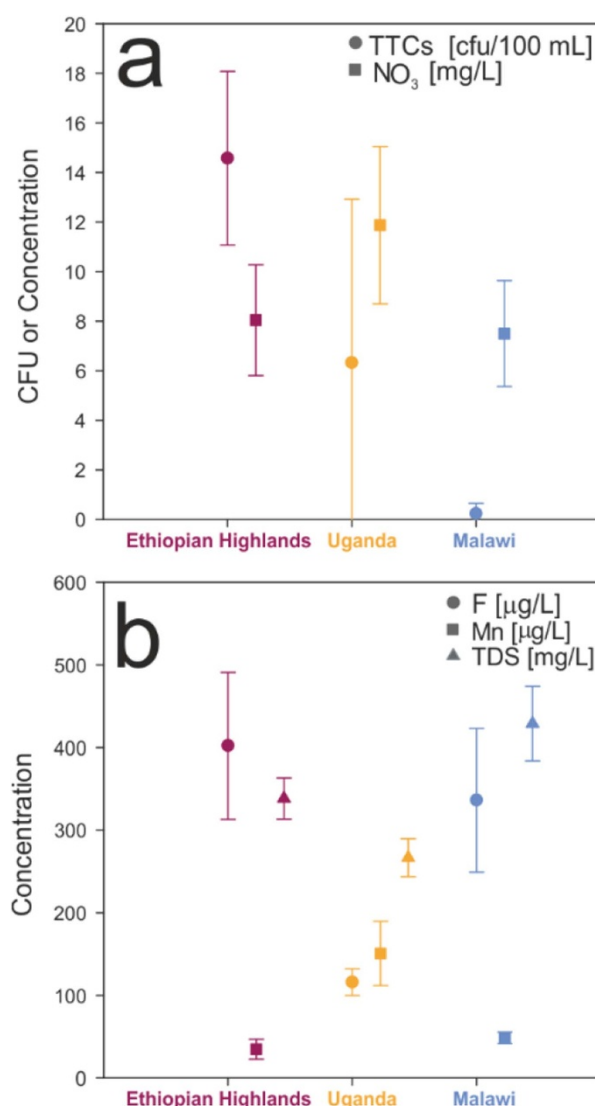 a
TTCs [cfu/100 mL]
NO₃ [mg/L]
CFU or Concentration
20
18
16
14
12
10
8
6
4
2
0
Ethiopian Highlands Uganda Malawi
b
F [μg/L]
Mn [μg/L]
TDS [mg/L]
Concentration
600
500
400
300
200
100
0
Ethiopian Highlands Uganda Malawi